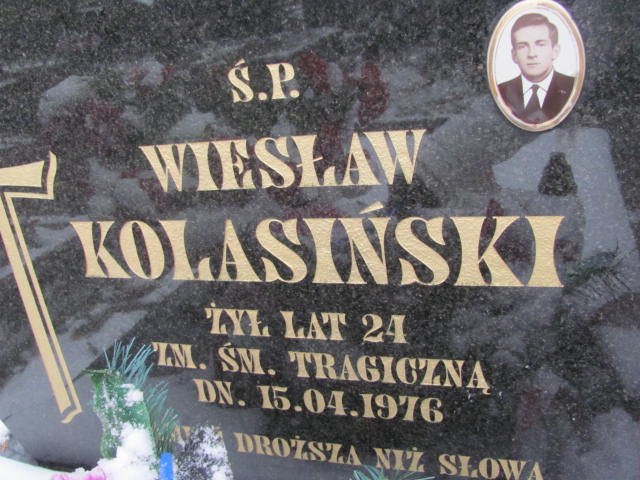 Ś.P.
WIESŁAW
KOLASIŃSKI
ŻYŁ LAT 24
ZM. ŚM. TRAGICZNĄ
DN. 15.04.1976
DROŻSZA NIŻ SŁOWA